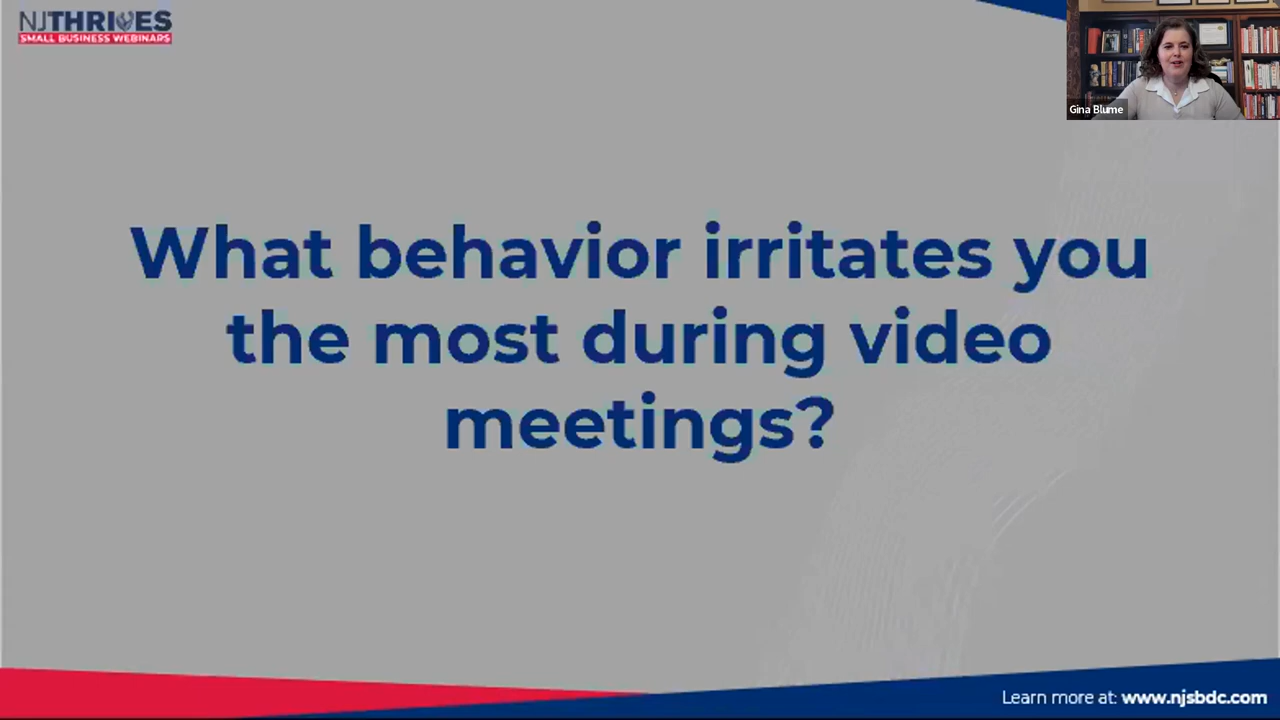 NJTHRIVES
SMALL BUSINESS WEBINARS
Gina Blume
What behavior irritates you
the most during video
meetings?
Learn more at: www.njsbdc.com